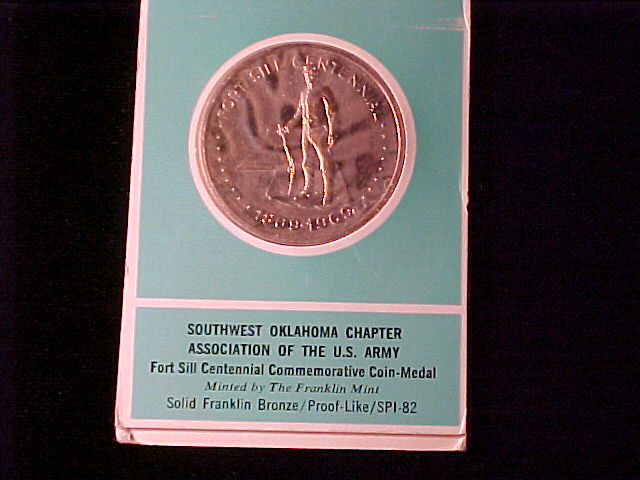 FORT SILL CENTENNIAL
1869-1969
SOUTHWEST OKLAHOMA CHAPTER
ASSOCIATION OF THE U.S. ARMY
Fort Sill Centennial Commemorative Coin-Medal
Minted by The Franklin Mint
Solid Franklin Bronze/Proof-Like/SPI-82